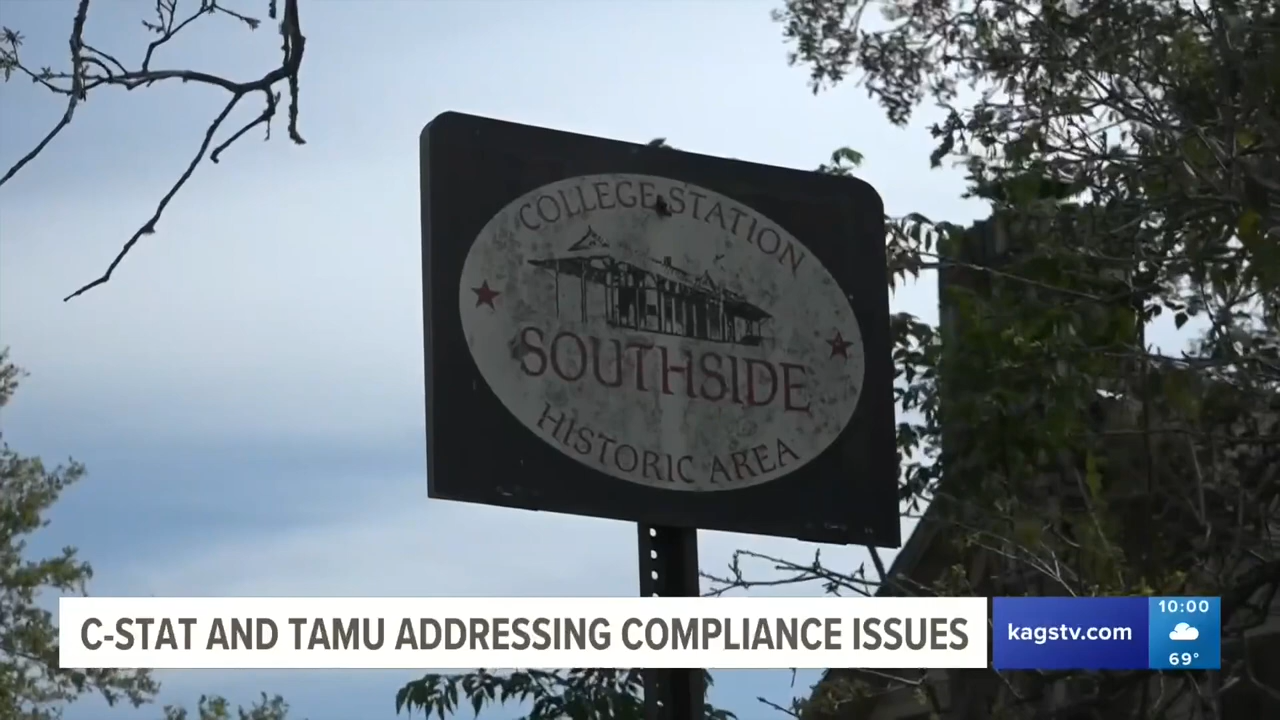 COLLEGE STATION
SOUTHSIDE
HISTORIC AREA
C-STAT AND TAMU ADDRESSING COMPLIANCE ISSUES
kagstv.com
10:00
69°